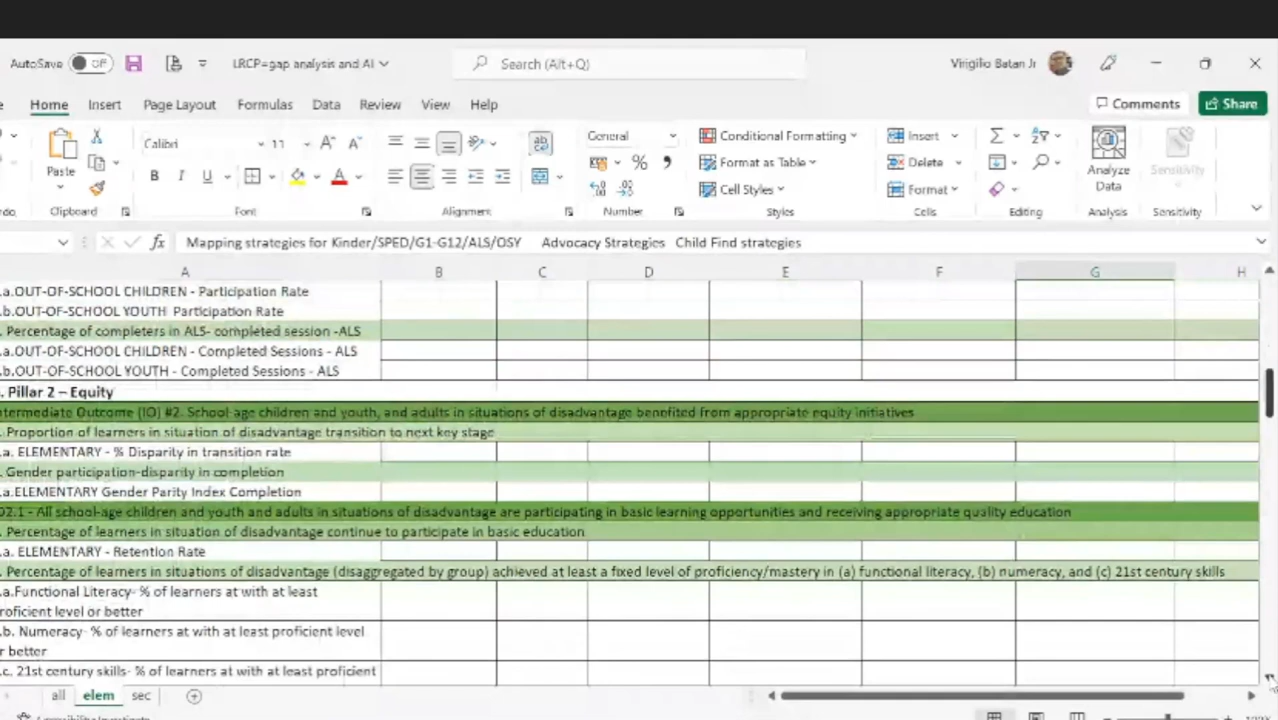 AutoSave Off LRCP=gap analysis and AI Search (Alt+Q) Virigilio Batan Jr
Home Insert Page Layout Formulas Data Review View Help Comments Share
Calibri 11 General Conditional Formatting Insert
Paste Format as Table Delete Analyze Data Sensitivity
B I U A % Cell Styles Format
Clipboard Font Alignment Number Styles Cells Editing Analysis Sensitivity
fx Mapping strategies for Kinder/SPED/G1-G12/ALS/OSY Advocacy Strategies Child Find strategies
A B C D E F G H
.a.OUT-OF-SCHOOL CHILDREN - Participation Rate
.b.OUT-OF-SCHOOL YOUTH Participation Rate
. Percentage of completers in ALS- completed session -ALS
.a.OUT-OF-SCHOOL CHILDREN - Completed Sessions - ALS
.b.OUT-OF-SCHOOL YOUTH - Completed Sessions - ALS
. Pillar 2 – Equity
ntermediate Outcome (IO) #2. School-age children and youth, and adults in situations of disadvantage benefited from appropriate equity initiatives
. Proportion of learners in situation of disadvantage transition to next key stage
.a. ELEMENTARY - % Disparity in transition rate
. Gender participation-disparity in completion
.a.ELEMENTARY Gender Parity Index Completion
O2.1 - All school-age children and youth and adults in situations of disadvantage are participating in basic learning opportunities and receiving appropriate quality education
. Percentage of learners in situation of disadvantage continue to participate in basic education
.a. ELEMENTARY - Retention Rate
. Percentage of learners in situations of disadvantage (disaggregated by group) achieved at least a fixed level of proficiency/mastery in (a) functional literacy, (b) numeracy, and (c) 21st century skills
.a.Functional Literacy- % of learners at with at least
roficient level or better
.b. Numeracy- % of learners at with at least proficient level
r better
.c. 21st century skills- % of learners at with at least proficient
all elem sec